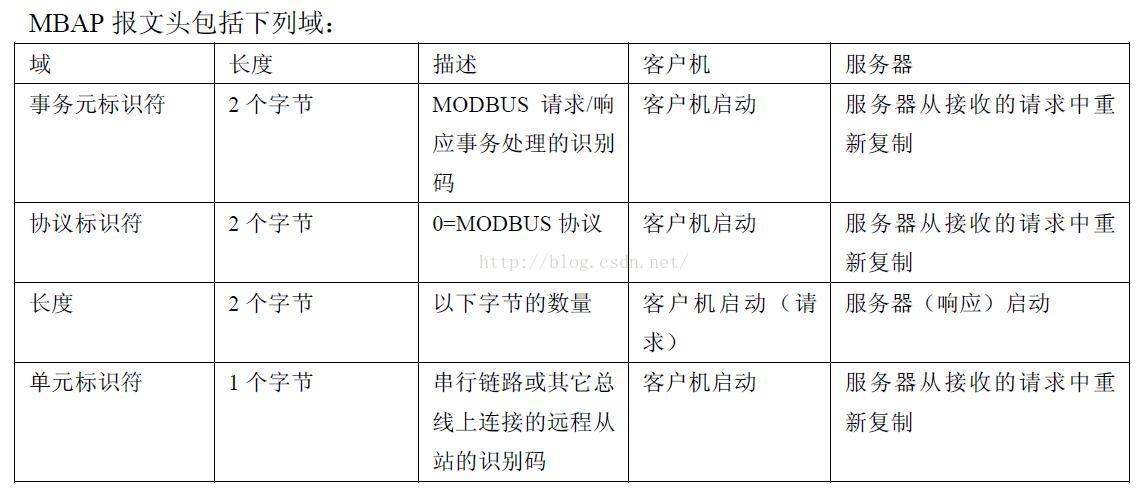 MBAP 报文头包括下列域：
域 长度 描述 客户机 服务器
事务元标识符 2 个字节 MODBUS 请求/响 客户机启动 服务器从接收的请求中重
应事务处理的识别 新复制
码
协议标识符 2 个字节 0=MODBUS 协议 客户机启动 服务器从接收的请求中重
新复制
http://blog.csdn.net/
长度 2 个字节 以下字节的数量 客户机启动（请 服务器（响应）启动
求）
单元标识符 1 个字节 串行链路或其它总 客户机启动 服务器从接收的请求中重
线上连接的远程从 新复制
站的识别码